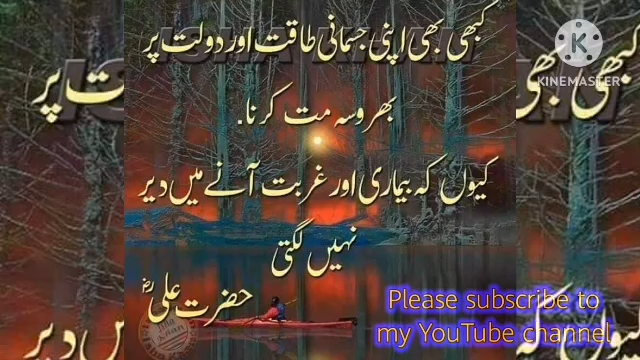 کبھی بھی اپنی جسمانی طاقت اور دولت پر
بھروسہ مت کرنا.
کیوں کہ بیماری اور غربت آنے میں دیر
نہیں لگتی
حضرت علیؓ
KINEMASTER
Please subscribe to
my YouTube channel